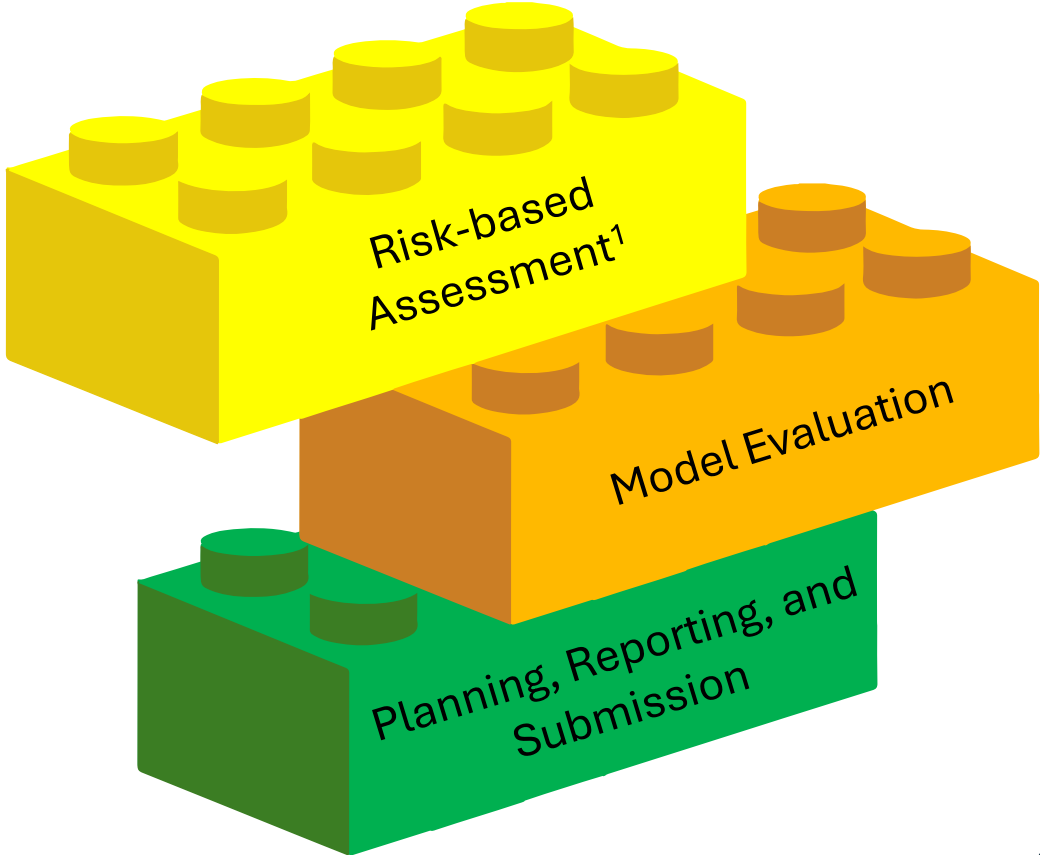 Risk-based
Assessment¹
Model Evaluation
Planning, Reporting, and
Submission